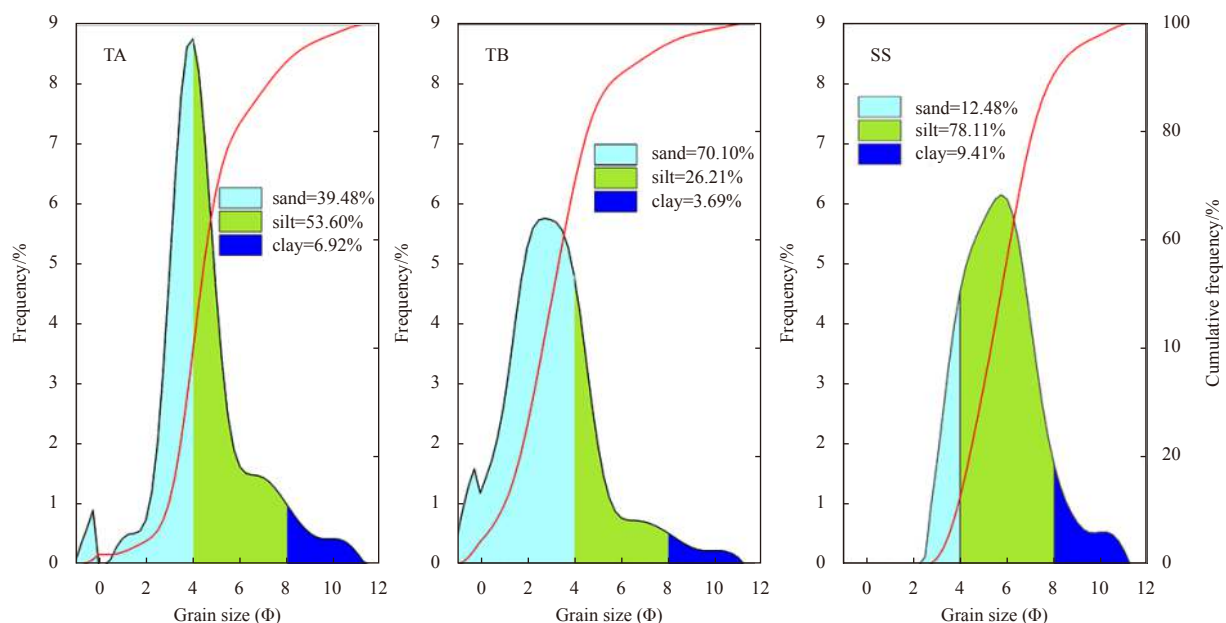 TA
sand=39.48%
silt=53.60%
clay=6.92%
Frequency/%
9
8
7
6
5
4
3
2
1
0
0 2 4 6 8 10 12
Grain size (Φ)
TB
sand=70.10%
silt=26.21%
clay=3.69%
Frequency/%
9
8
7
6
5
4
3
2
1
0
0 2 4 6 8 10 12
Grain size (Φ)
SS
sand=12.48%
silt=78.11%
clay=9.41%
Frequency/%
9
8
7
6
5
4
3
2
1
0
0 2 4 6 8 10 12
Grain size (Φ)
100
80
60
10
20
0
Cumulative frequency/%